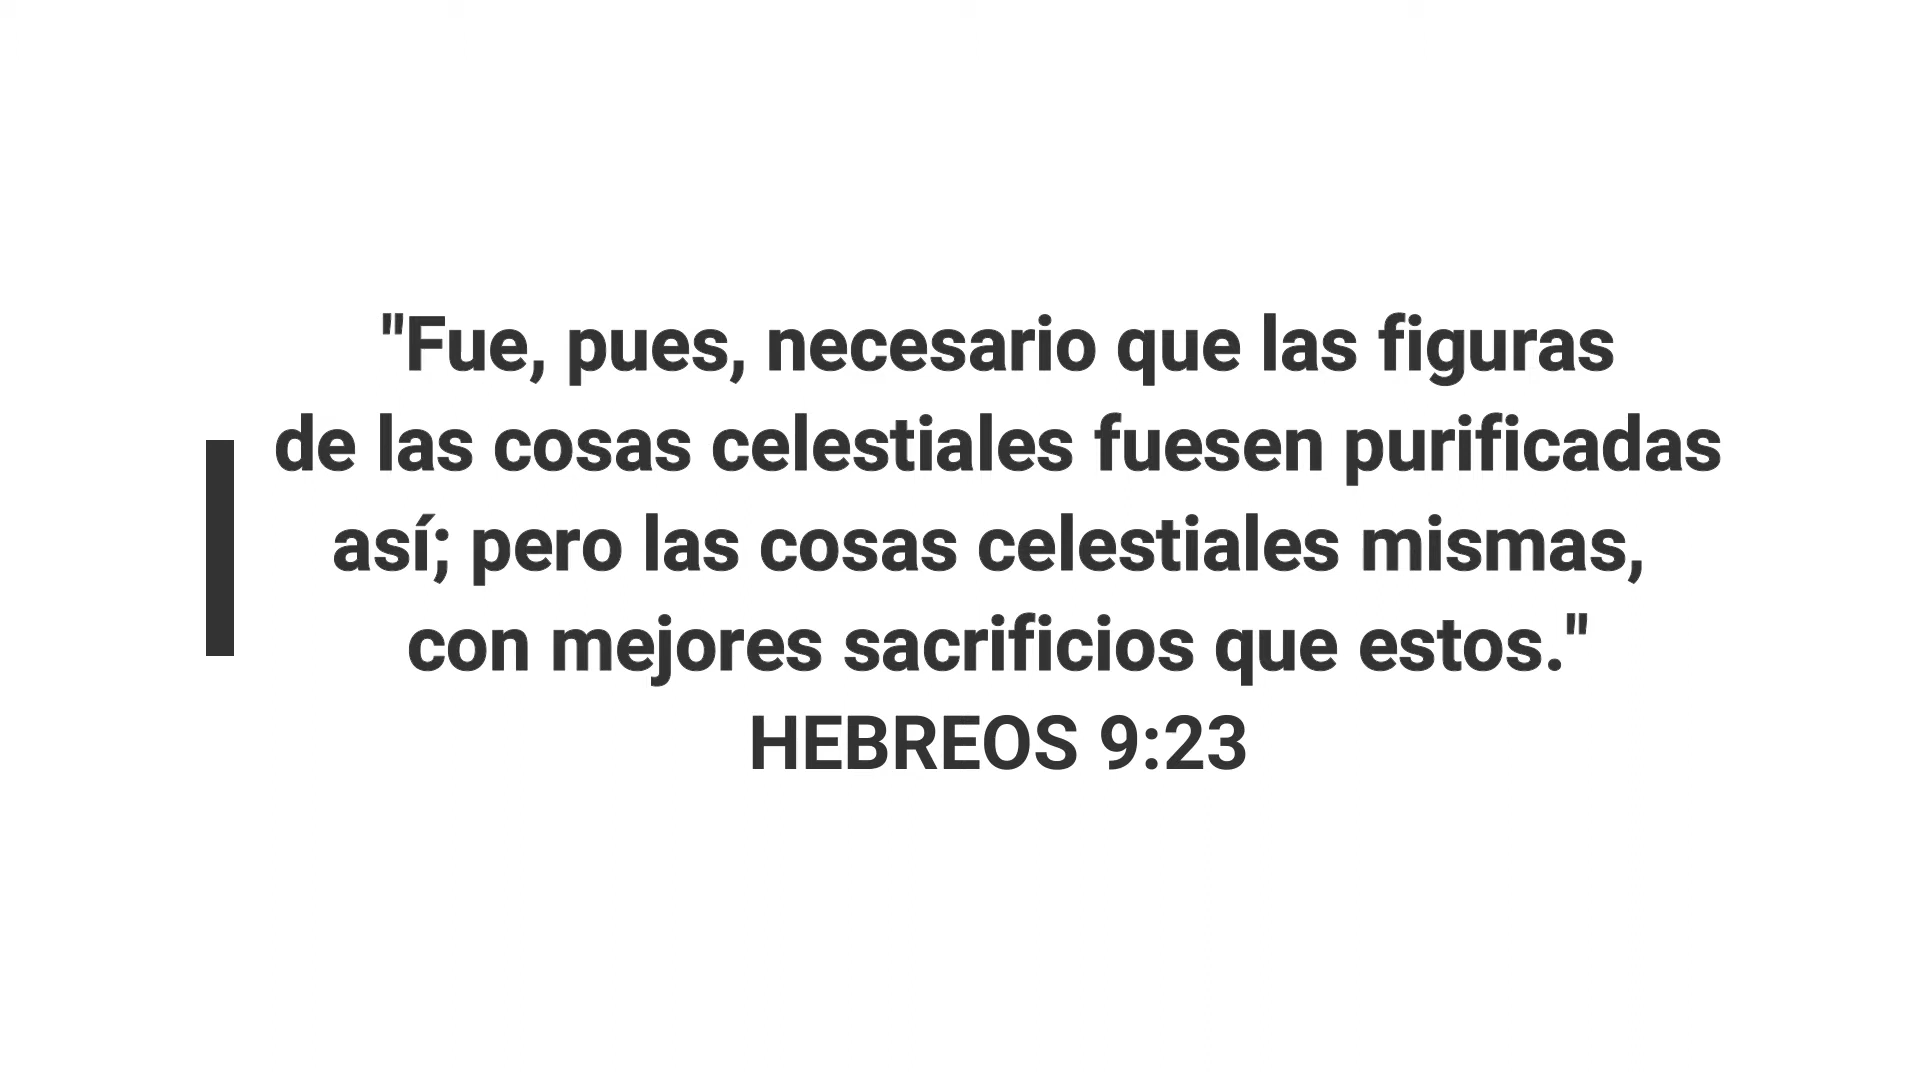 "Fue, pues, necesario que las figuras
de las cosas celestiales fuesen purificadas
así; pero las cosas celestiales mismas,
con mejores sacrificios que estos."
HEBREOS 9:23